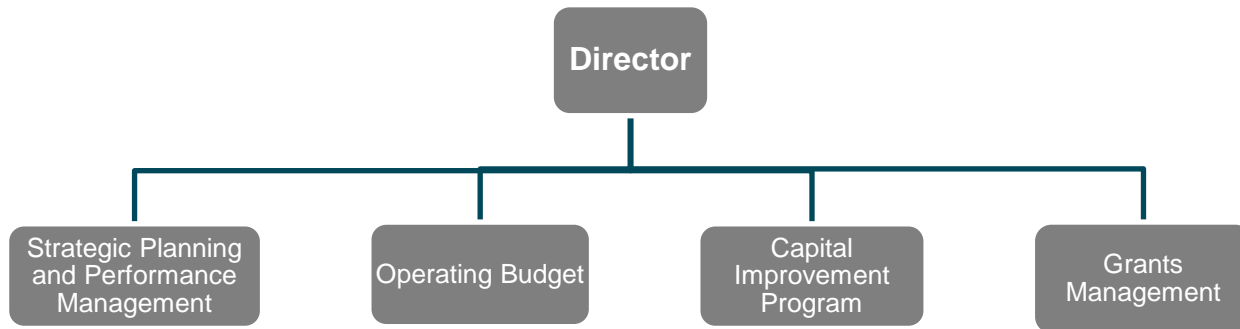 Director
Strategic Planning
and Performance
Management
Operating Budget
Capital
Improvement
Program
Grants
Management